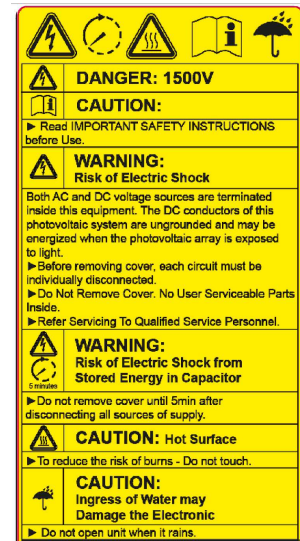 DANGER: 1500V
CAUTION:
► Read IMPORTANT SAFETY INSTRUCTIONS
before Use.
WARNING:
Risk of Electric Shock
Both AC and DC voltage sources are terminated
inside this equipment. The DC conductors of this
photovoltaic system are ungrounded and may be
energized when the photovoltaic array is exposed
to light.
►Before removing cover, each circuit must be
individually disconnected.
►Do Not Remove Cover. No User Serviceable Parts
Inside.
►Refer Servicing To Qualified Service Personnel.
WARNING:
Risk of Electric Shock from
Stored Energy in Capacitor
5 minutes
►Do not remove cover until 5min after
disconnecting all sources of supply.
CAUTION: Hot Surface
►To reduce the risk of burns - Do not touch.
CAUTION:
Ingress of Water may
Damage the Electronic
► Do not open unit when it rains.